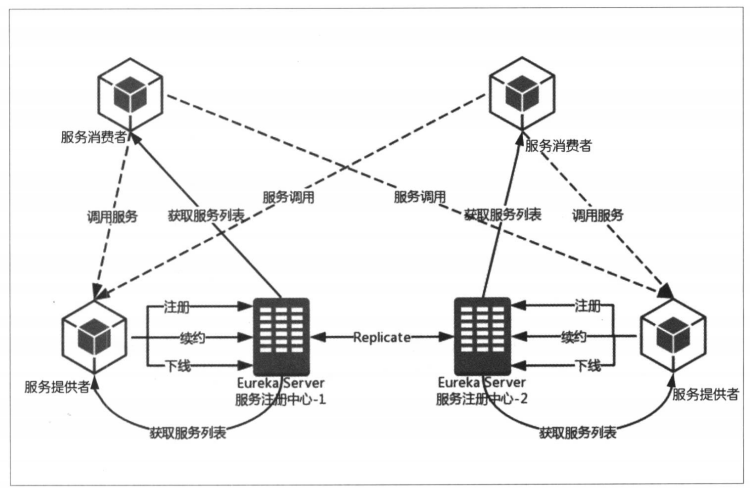 服务消费者
服务消费者
调用服务
获取服务列表
服务调用
服务调用
获取服务列表
调用服务
注册
续约
下线
Replicate
注册
续约
下线
服务提供者
Eureka Server
服务注册中心-1
Eureka Server
服务注册中心-2
服务提供者
获取服务列表
获取服务列表